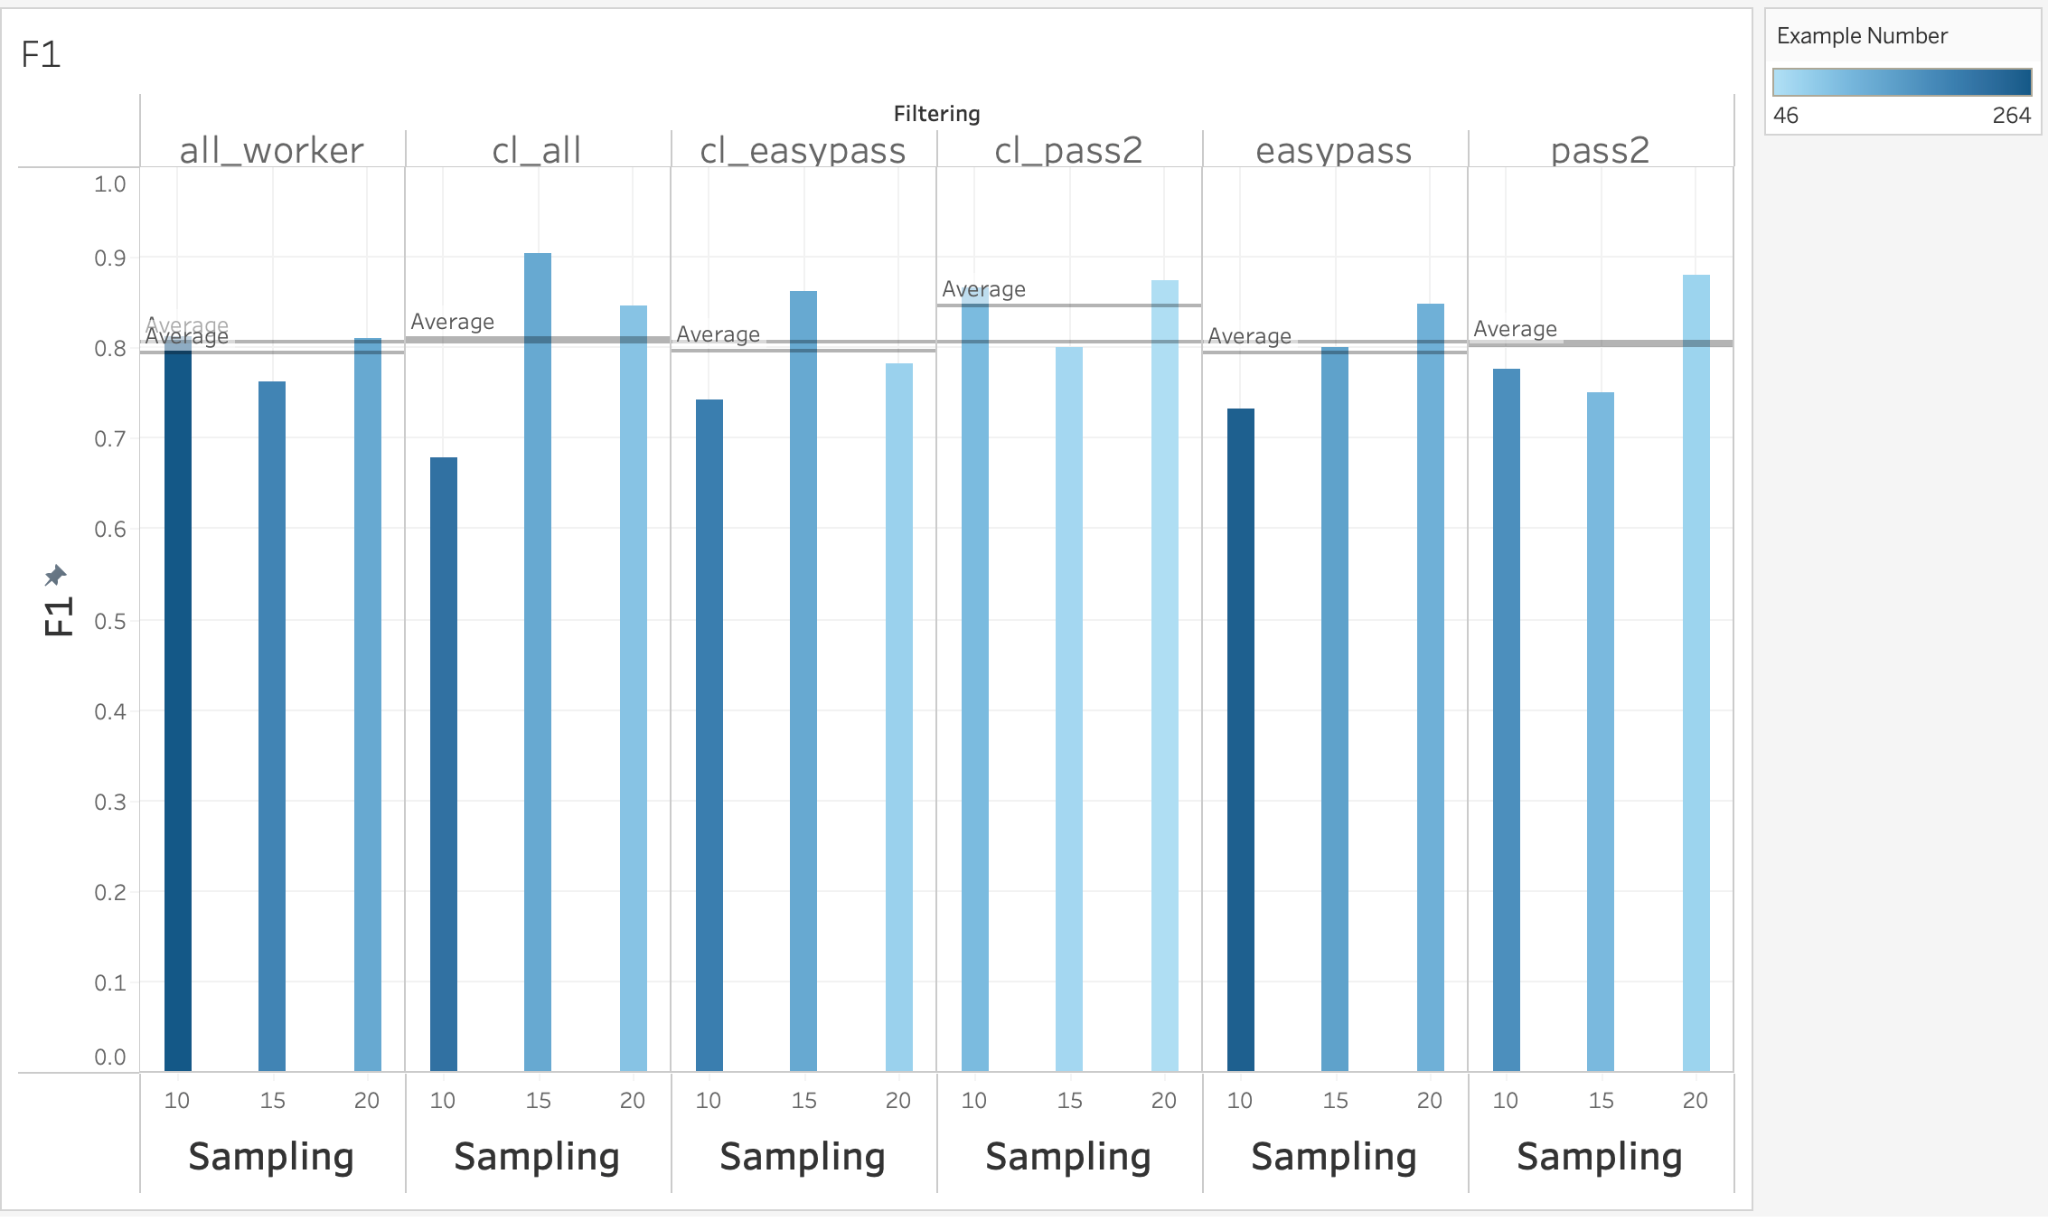 F1
Example Number
46 264
Filtering
all_worker cl_all cl_easypass cl_pass2 easypass pass2
1.0
0.9
0.8
0.7
0.6
0.5
0.4
0.3
0.2
0.1
0.0
F1
Average
Average
Average
Average
Average
Average
Average
10 15 20 10 15 20 10 15 20 10 15 20 10 15 20 10 15 20
Sampling Sampling Sampling Sampling Sampling Sampling